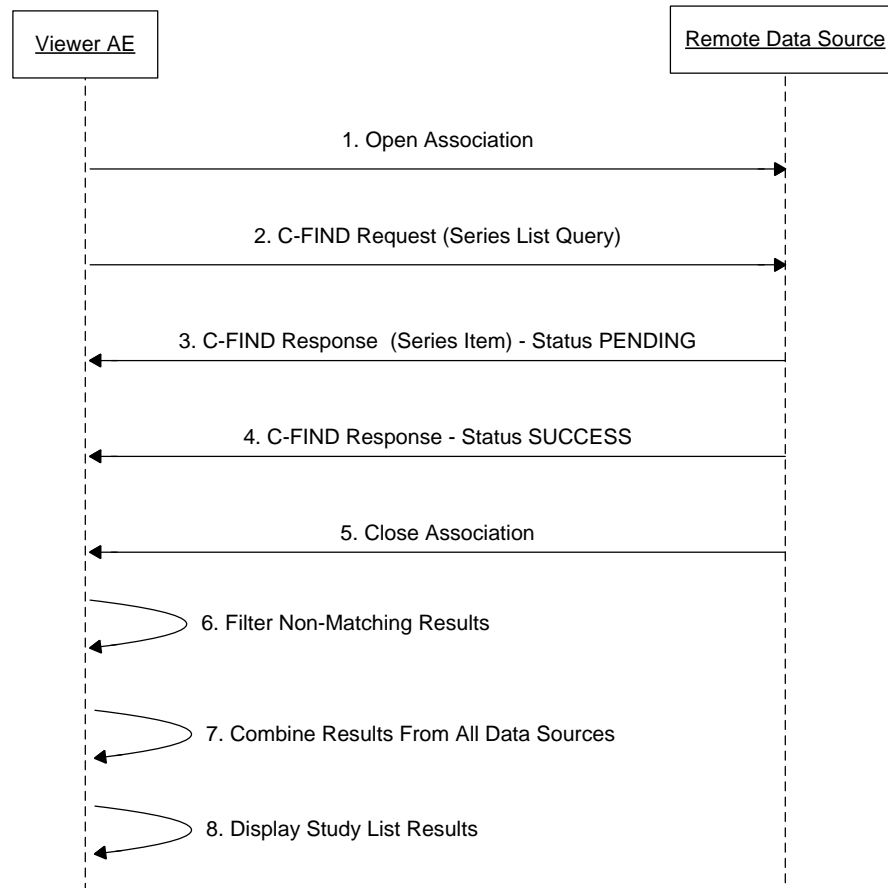 Viewer AE
Remote Data Source
1. Open Association
2. C-FIND Request (Series List Query)
3. C-FIND Response  (Series Item) - Status PENDING
4. C-FIND Response - Status SUCCESS
5. Close Association
6. Filter Non-Matching Results
7. Combine Results From All Data Sources
8. Display Study List Results